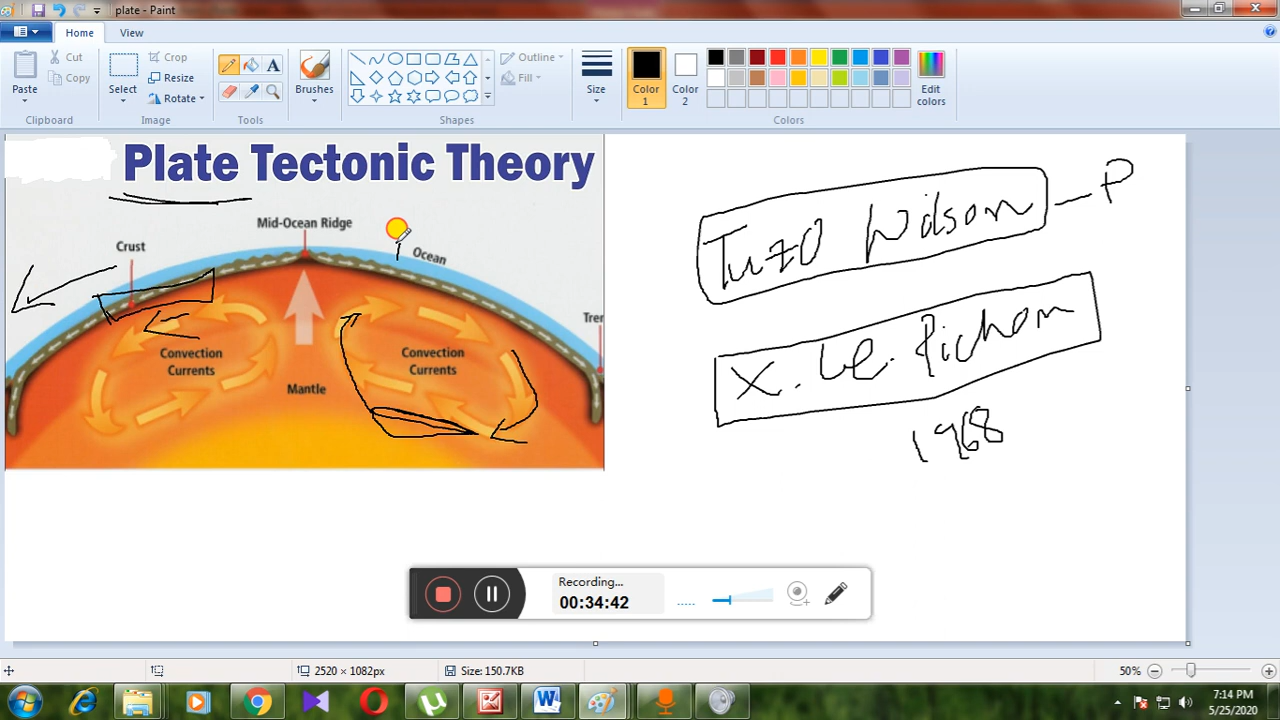 plate - Paint
Home
View
Paste
Cut
Copy
Clipboard
Select
Crop
Resize
Rotate
Image
A
Tools
Brushes
Outline
Fill
Shapes
Size
Color
1
Color
2
Edit
colors
Colors
Plate Tectonic Theory
Mid-Ocean Ridge
Crust
Ocean
Tren
Convection
Currents
Convection
Currents
Mantle
Tuzo Wilson - P
X. Le. Pichom
1968
Recording...
00:34:42
2520 × 1082px
Size: 150.7KB
50%
7:14 PM
5/25/2020